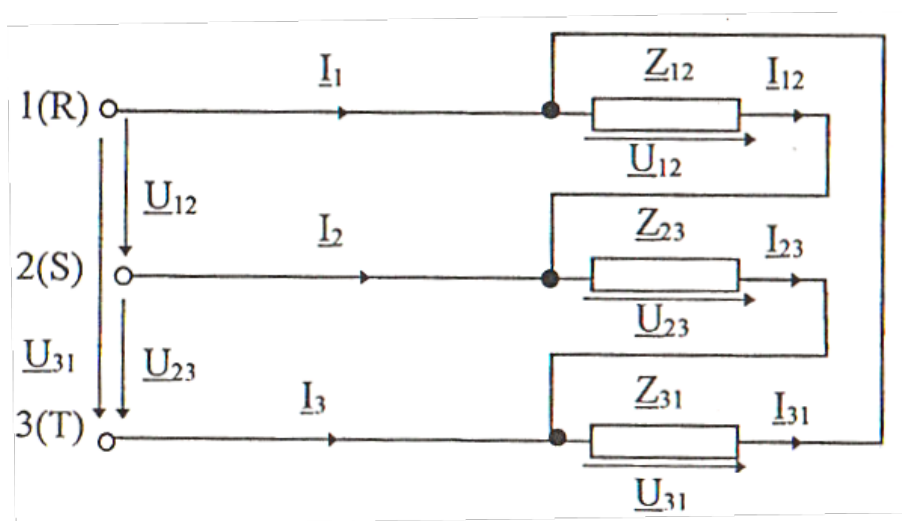 I1 Z12 I12
1(R)
U12
U12
I2 Z23 I23
2(S)
U23
U31 U23
I3 Z31 I31
3(T)
U31